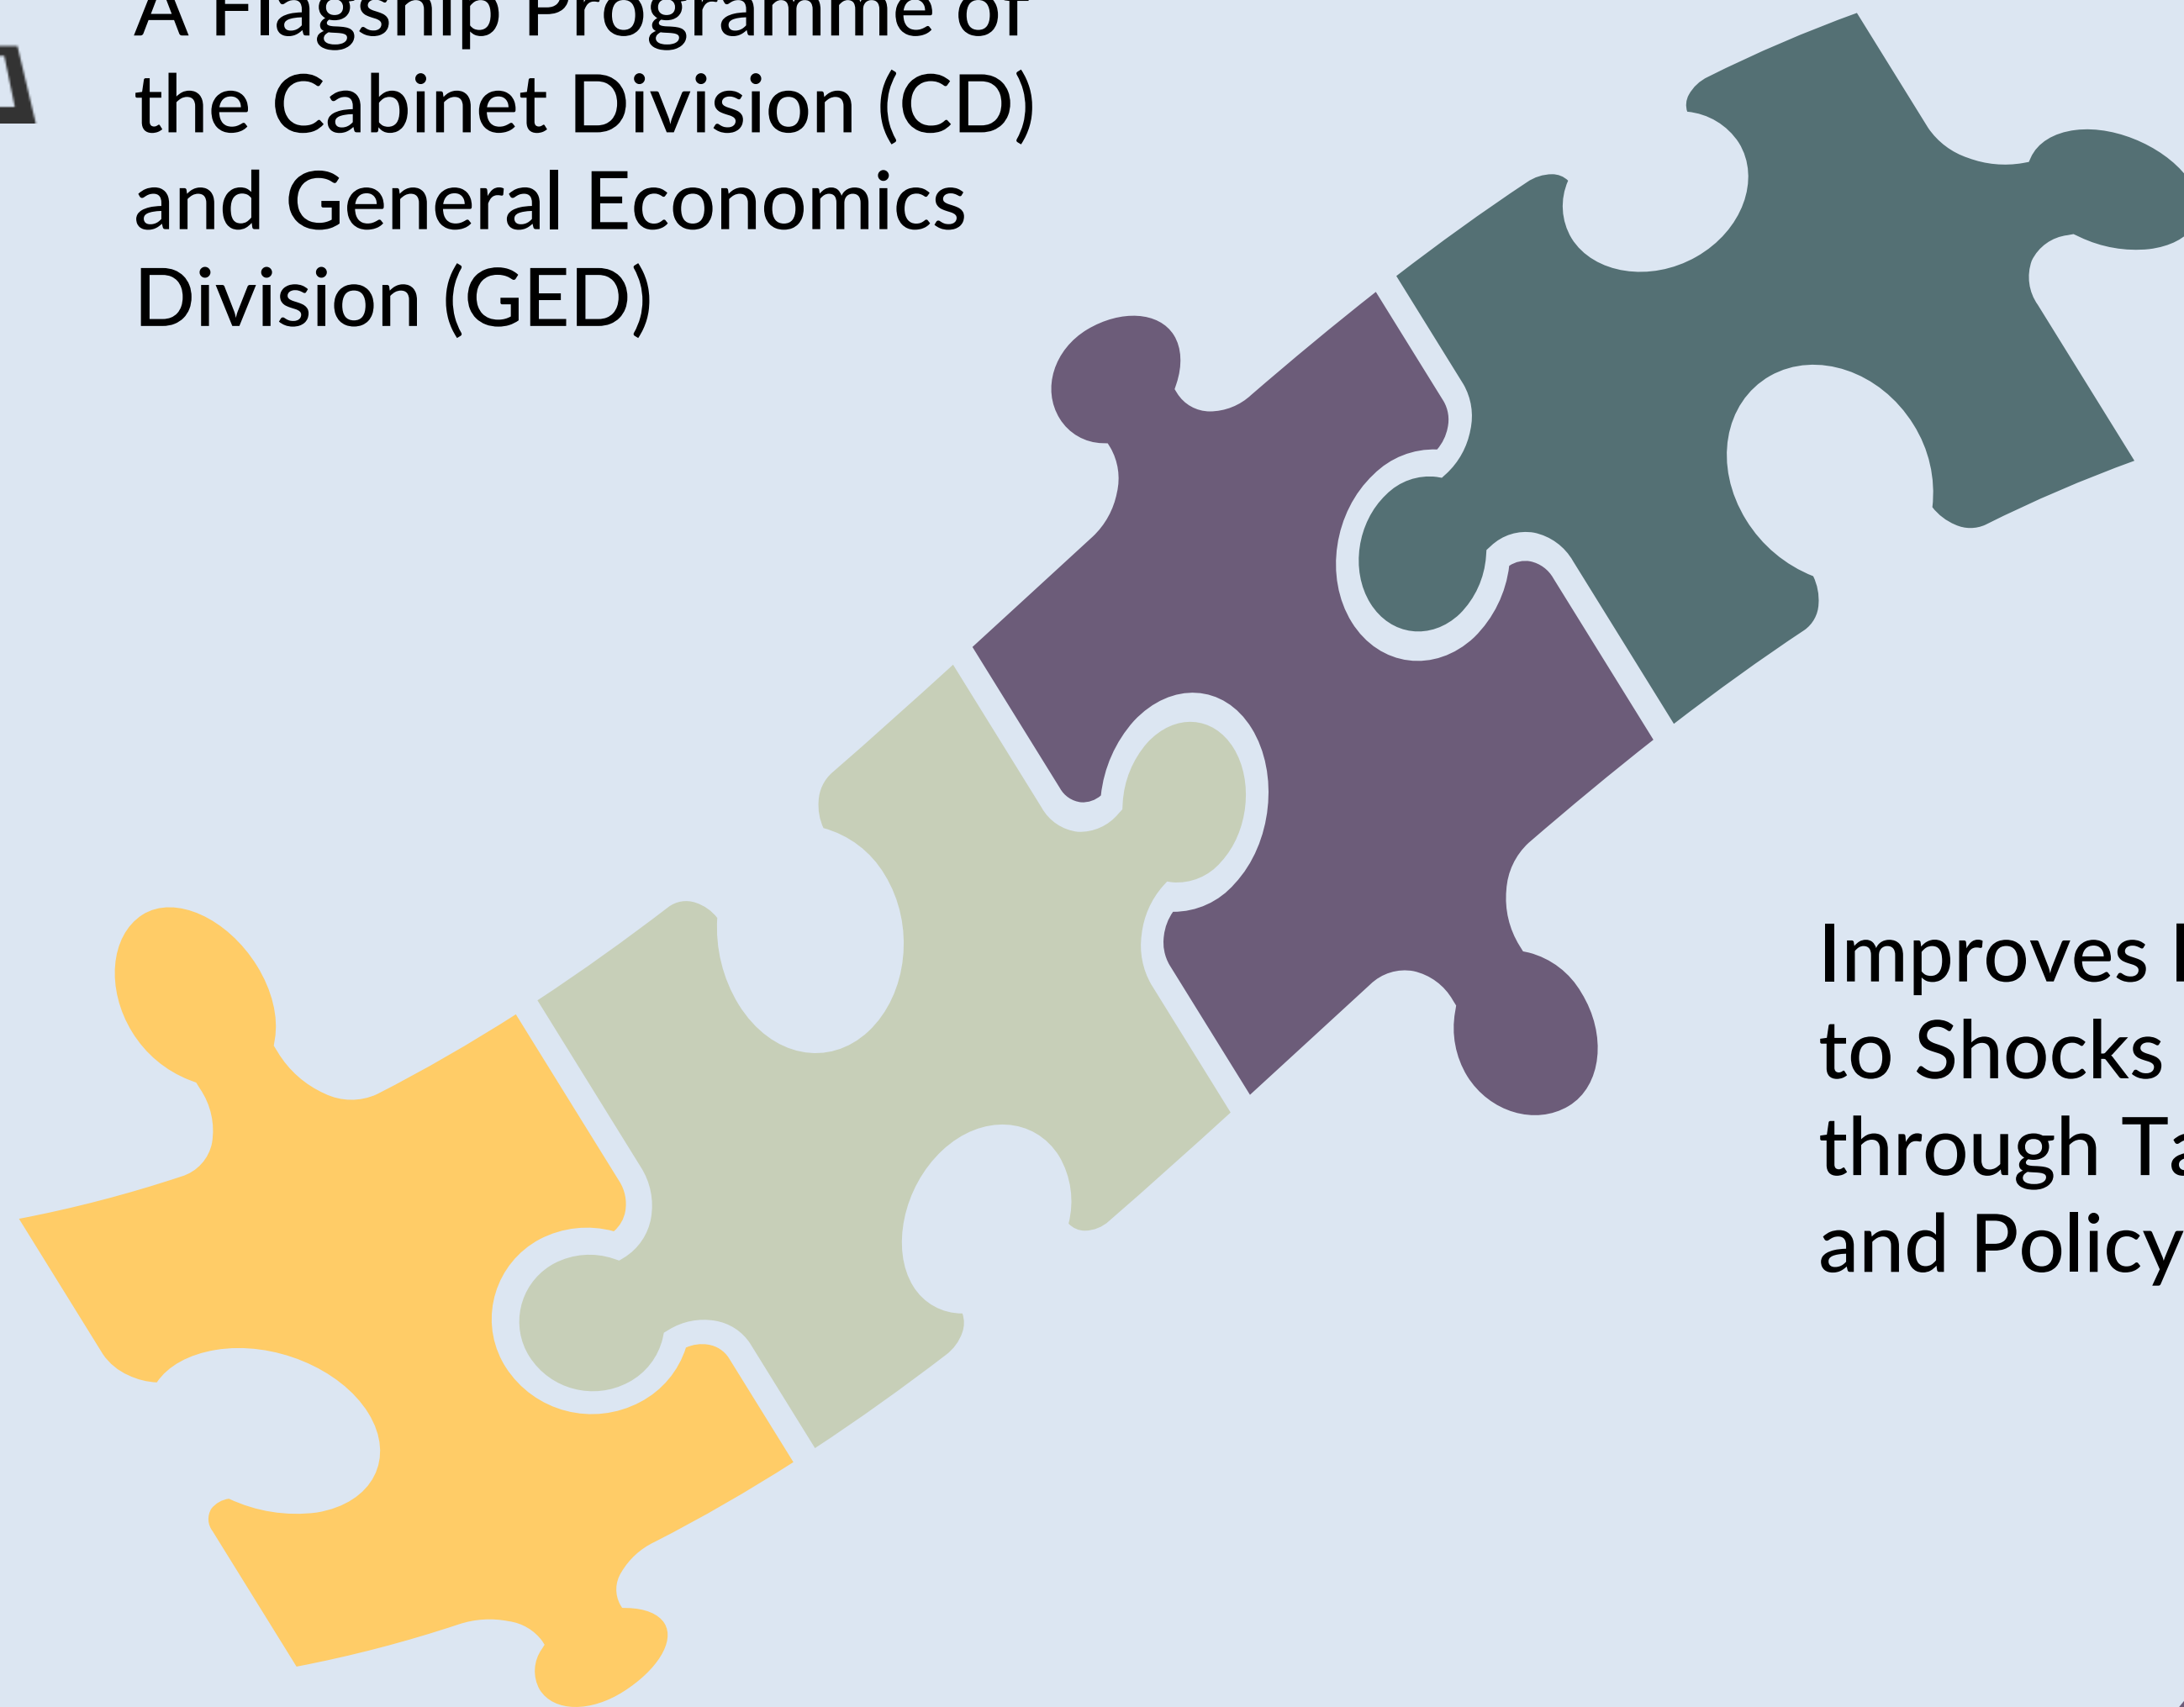 A Flagship Programme of
the Cabinet Division (CD)
and General Economics
Division (GED)
Improves
to Shocks
through
and Policy